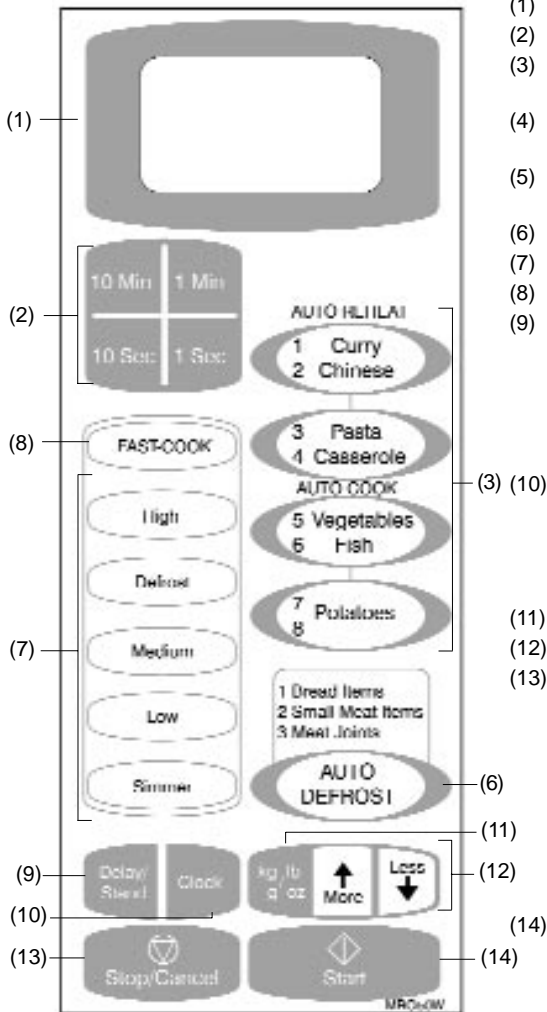 (1)
(1)
(2)
(3)
(4)
(5)
(6)
(7)
(8)
(9)
(10)
(11)
(12)
(13)
(14)
(2)
10 Min 1 Min
10 Sec 1 Sec
AUTO REHEAT
1 Curry
2 Chinese
3 Pasta
4 Casserole
AUTO COOK
5 Vegetables
6 Fish
7 Potatoes
8
(3)
(8)
FAST-COOK
High
Defrost
Medium
Low
Simmer
(7)
1 Bread Items
2 Small Meat Items
3 Meat Joints
AUTO
DEFROST
(6)
(11)
(9)
Delay/
Stand
Clock
kg/lb
g/oz
More
Less
(12)
(10)
(13)
Stop/Cancel
Start
(14)